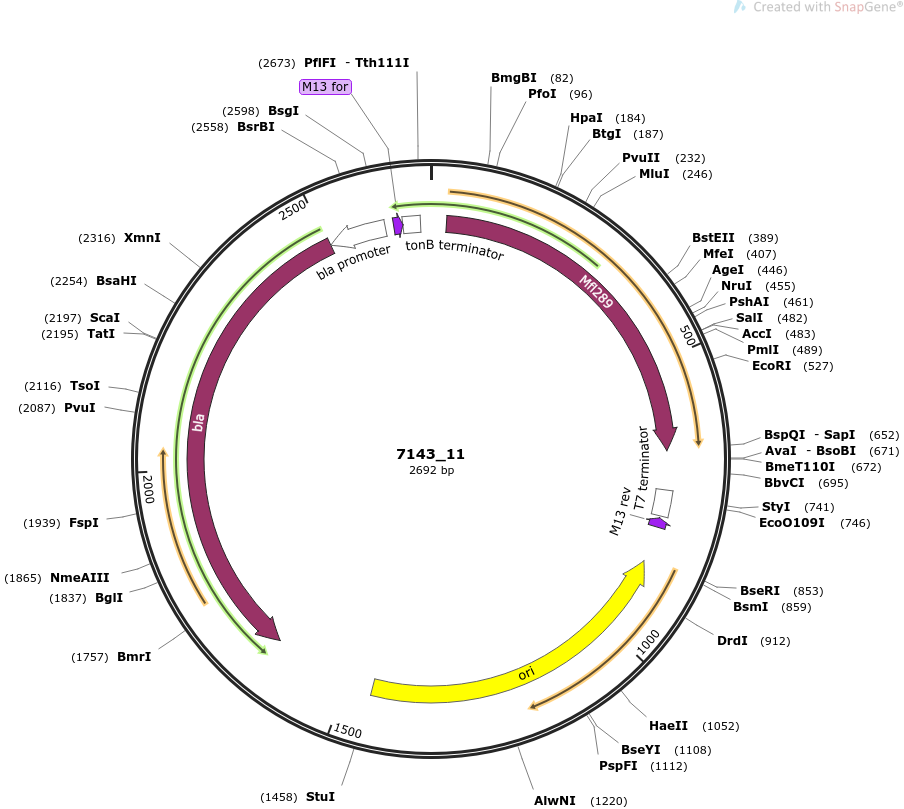 Created with SnapGene®
(2673) PflFI - Tth111I
M13 for
(2598) BsgI
(2558) BsrBI
BmgBI (82)
PfoI (96)
HpaI (184)
BtgI (187)
PvuII (232)
MluI (246)
2500
(2316) XmnI
(2254) BsaHI
(2197) ScaI
(2195) TatI
(2116) TsoI
(2087) PvuI
bla promoter
tonB terminator
Mfl289
BstEII (389)
MfeI (407)
AgeI (446)
NruI (455)
PshAI (461)
SalI (482)
AccI (483)
PmlI (489)
EcoRI (527)
500
bla
7143_11
2692 bp
BspQI - SapI (652)
AvaI - BsoBI (671)
BmeT110I (672)
BbvCI (695)
StyI (741)
EcoO109I (746)
T7 terminator
M13 rev
2000
(1939) FspI
(1865) NmeAIII
(1837) BglI
(1757) BmrI
BseRI (853)
BsmI (859)
DrdI (912)
1000
ori
1500
HaeII (1052)
BseYI (1108)
PspFI (1112)
(1458) StuI
AlwNI (1220)